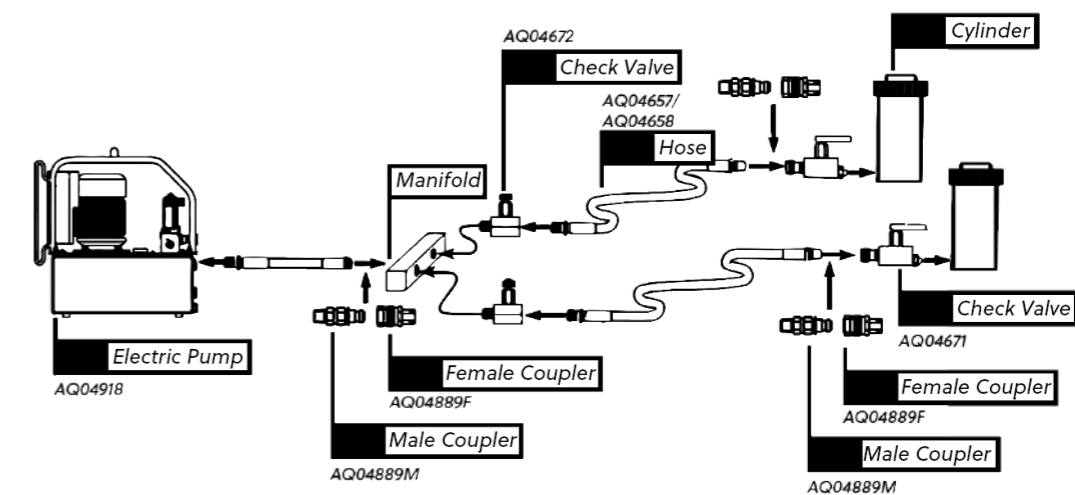 AQ04672
Check Valve
Cylinder
AQ04657/
AQ04658
Hose
Manifold
Electric Pump
AQ04918
Female Coupler
AQ04889F
Male Coupler
AQ04889M
Check Valve
AQ04671
Female Coupler
AQ04889F
Male Coupler
AQ04889M